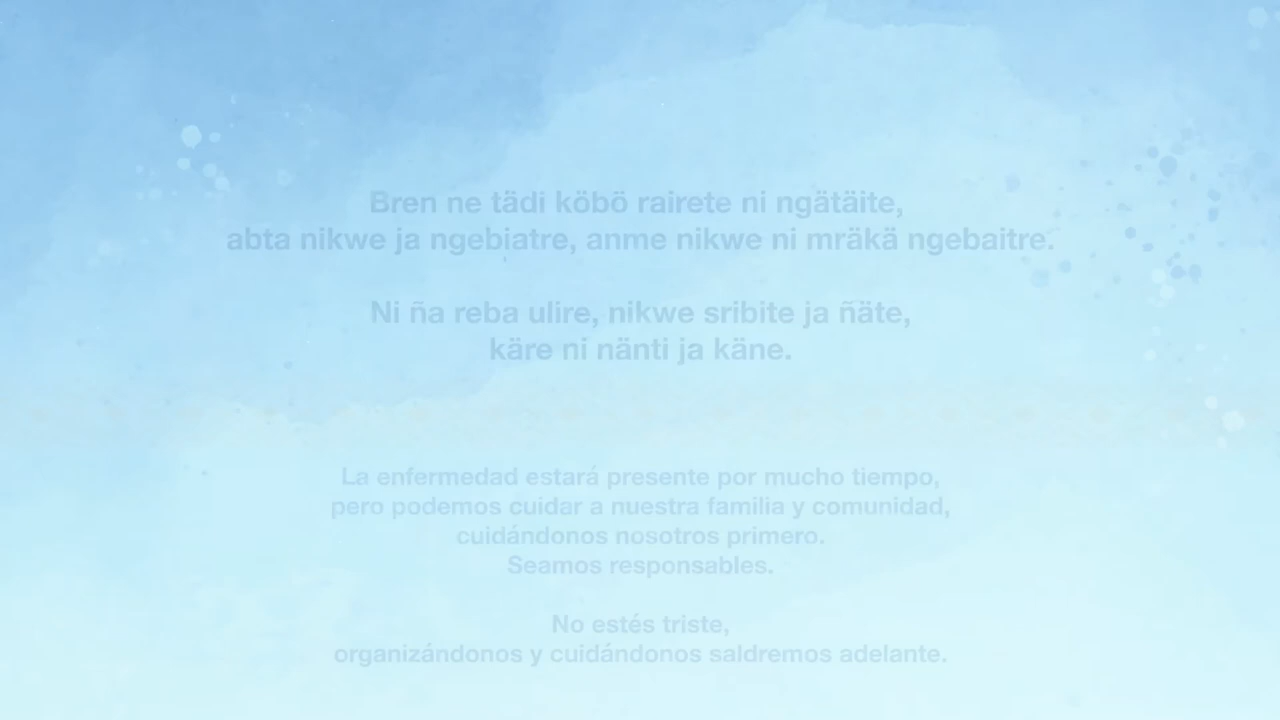 Bren ne tädi köbö rairete ni ngätäite,
abta nikwe ja ngebiatre, anme nikwe ni mräkä ngebaitre.
Ni ña reba ulire, nikwe sribite ja ñäte,
käre ni nänti ja käne.
La enfermedad estará presente por mucho tiempo,
pero podemos cuidar a nuestra familia y comunidad,
cuidándonos nosotros primero.
Seamos responsables.
No estés triste,
organizándonos y cuidándonos saldremos adelante.